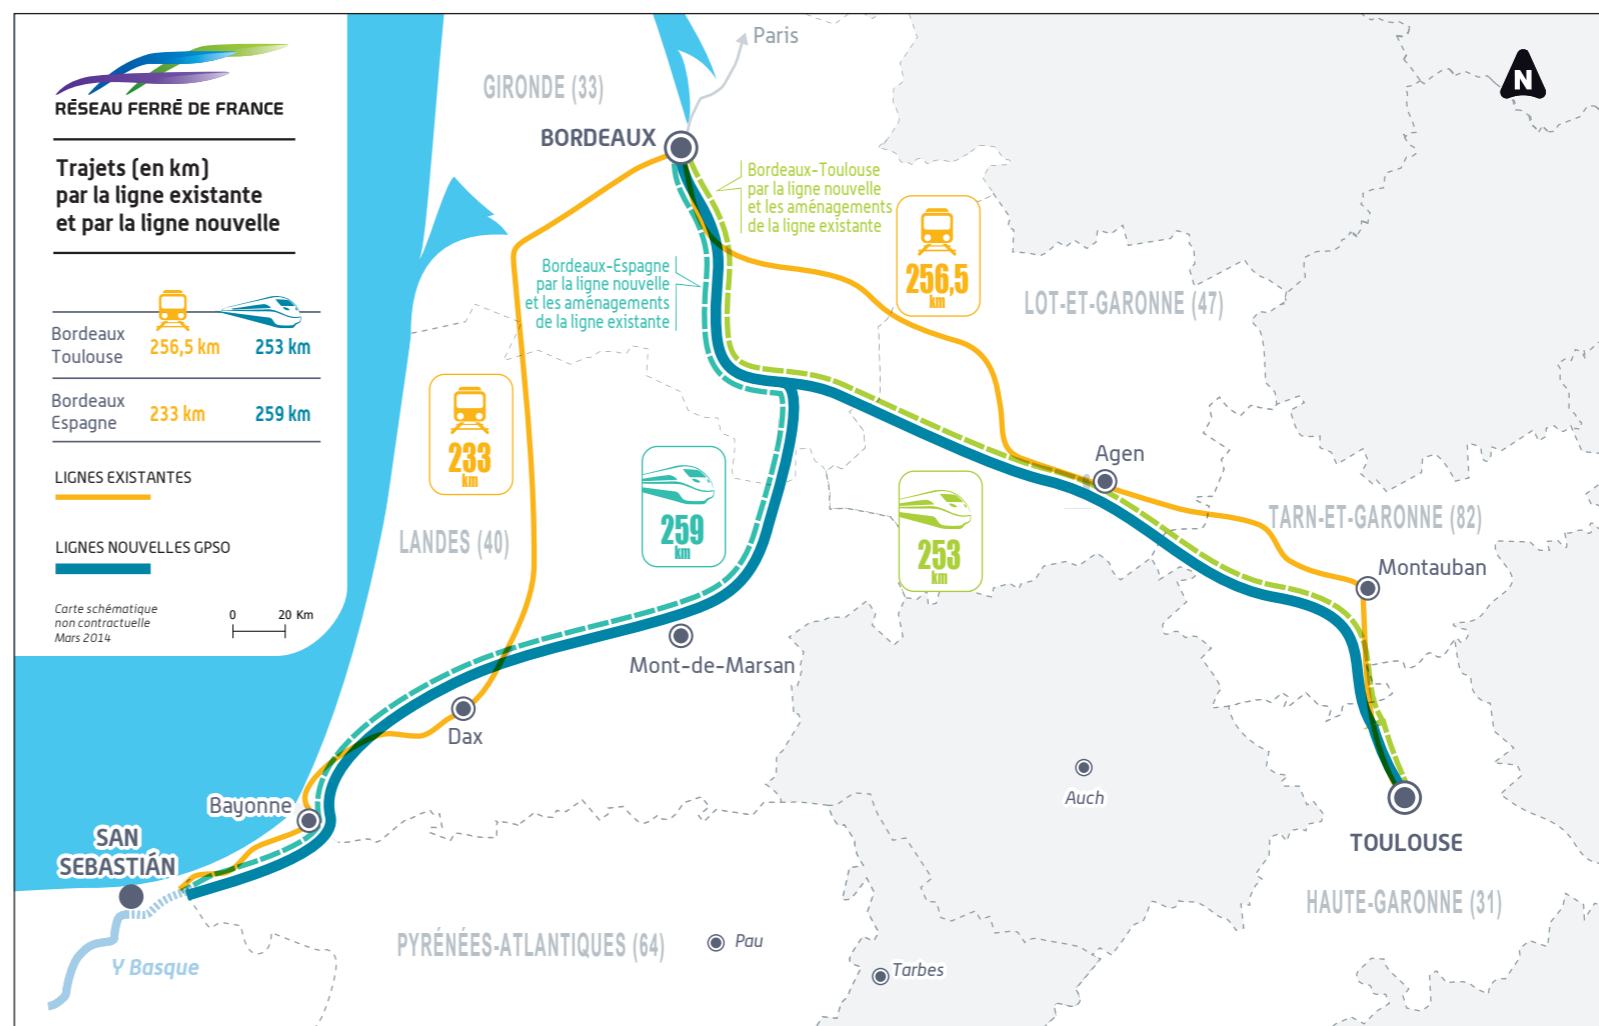 RÉSEAU FERRÉ DE FRANCE
Trajets (en km)
par la ligne existante
et par la ligne nouvelle
Bordeaux
Toulouse
256,5 km
253 km
Bordeaux
Espagne
233 km
259 km
LIGNES EXISTANTES
LIGNES NOUVELLES GPSO
Carte schématique
non contractuelle
Mars 2014
0 20 Km
Paris
N
GIRONDE (33)
BORDEAUX
Bordeaux-Toulouse
par la ligne nouvelle
et les aménagements
de la ligne existante
256,5
km
Bordeaux-Espagne
par la ligne nouvelle
et les aménagements
de la ligne existante
LOT-ET-GARONNE (47)
233
km
Agen
259
km
253
km
TARN-ET-GARONNE (82)
LANDES (40)
Montauban
Mont-de-Marsan
Dax
Auch
Bayonne
TOULOUSE
SAN
SEBASTIÁN
HAUTE-GARONNE (31)
PYRÉNÉES-ATLANTIQUES (64)
Pau
Y Basque
Tarbes